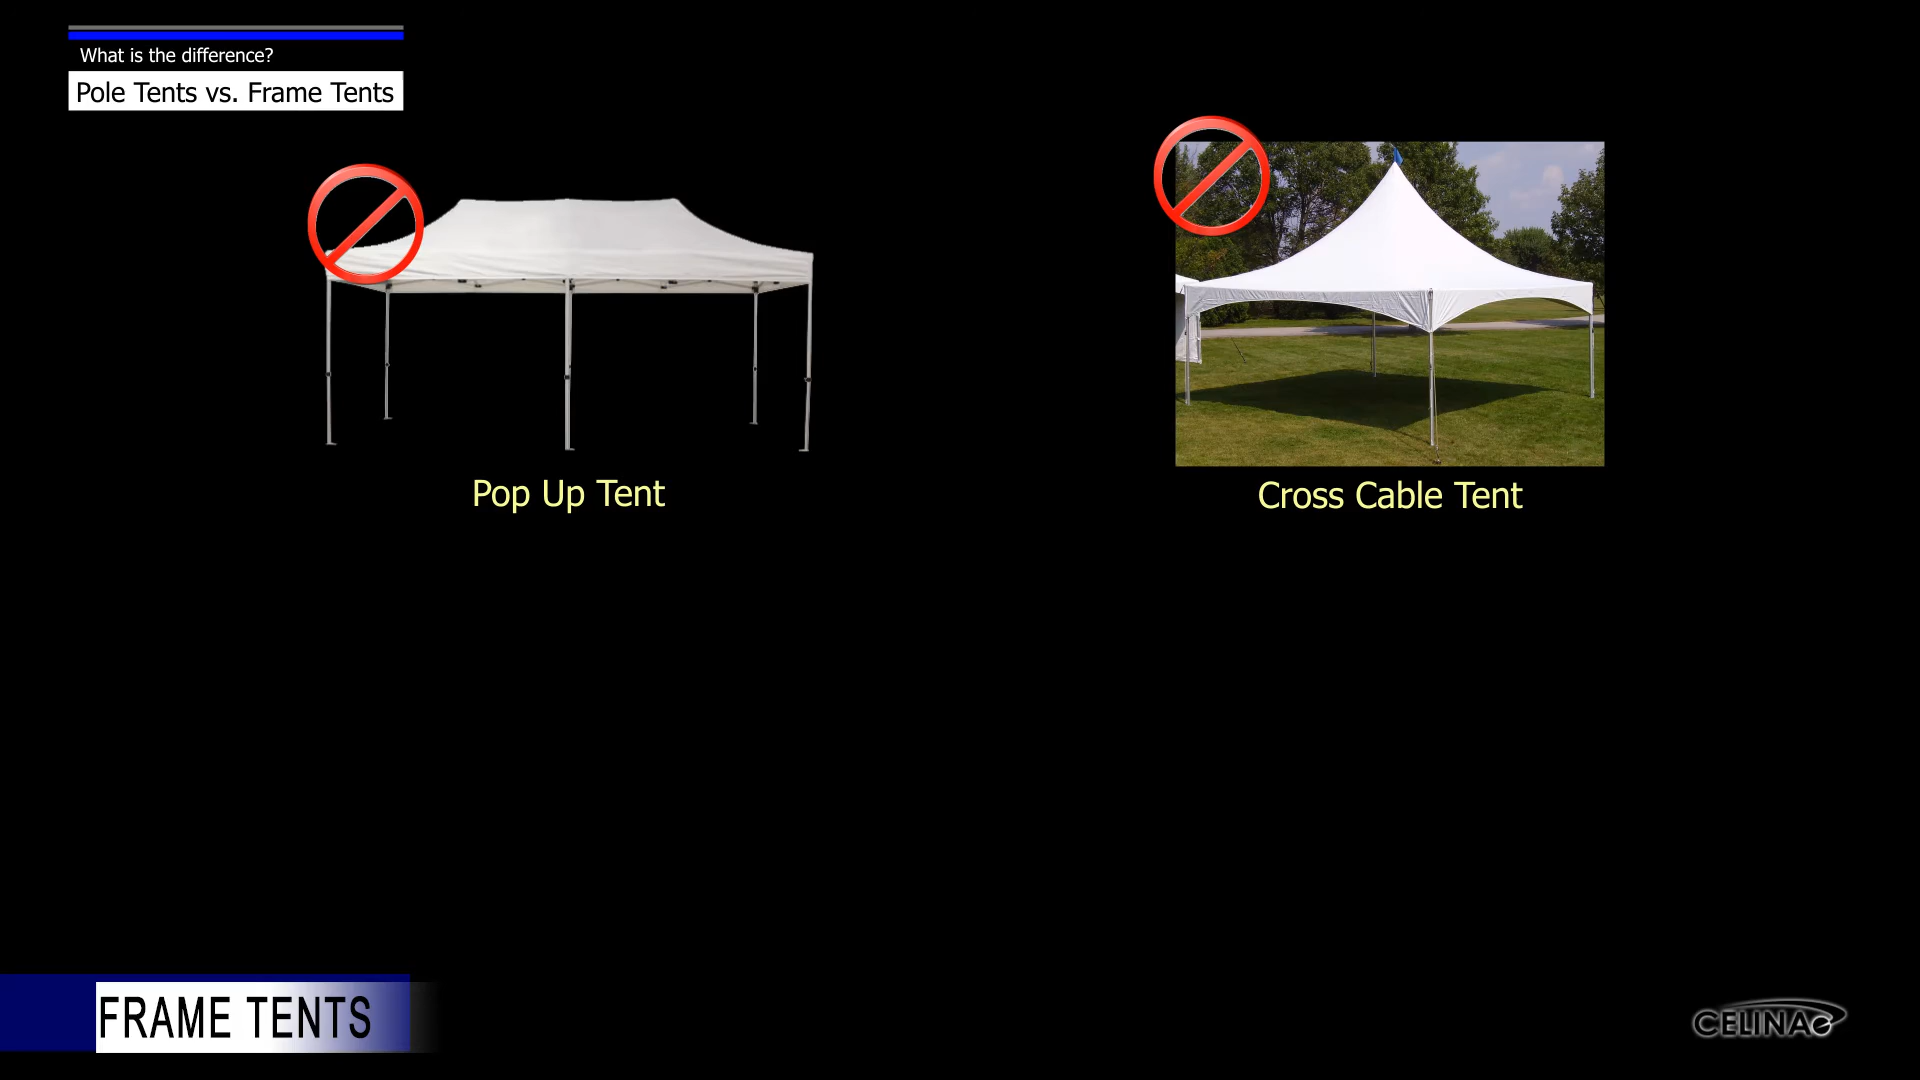 What is the difference?
Pole Tents vs. Frame Tents
Pop Up Tent
Cross Cable Tent
FRAME TENTS
CELINA